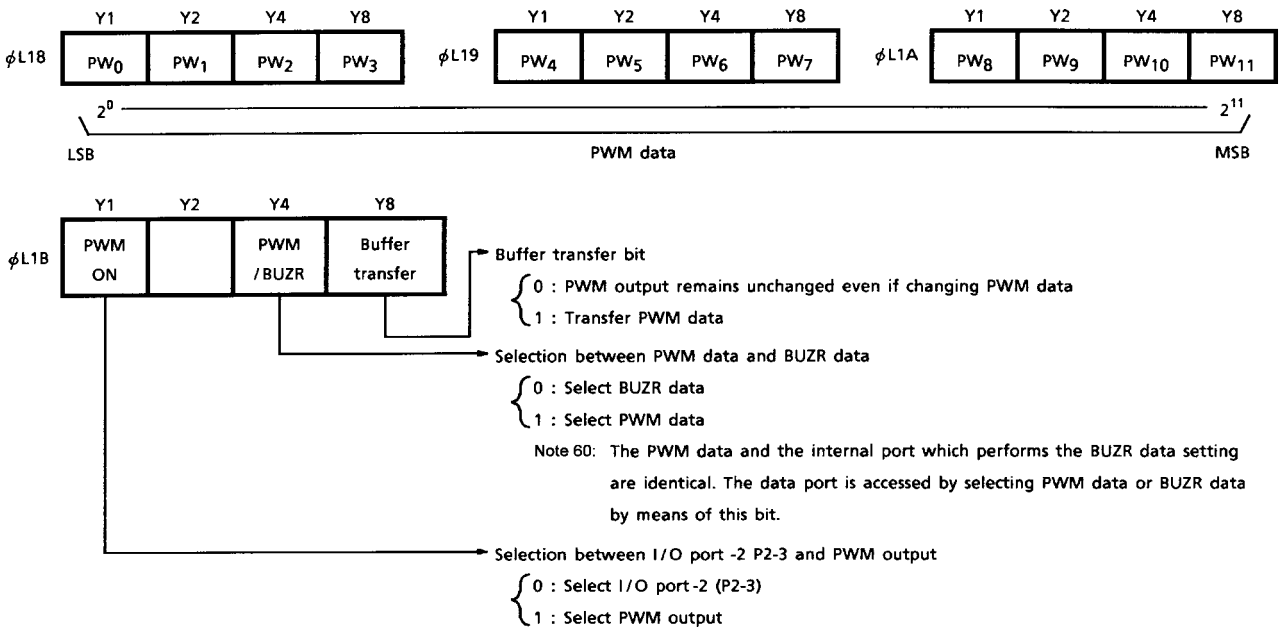 Y1 Y2 Y4 Y8 Y1 Y2 Y4 Y8 Y1 Y2 Y4 Y8
ϕL18 PW0 PW1 PW2 PW3 ϕL19 PW4 PW5 PW6 PW7 ϕL1A PW8 PW9 PW10 PW11
2^0 2^11
LSB PWM data MSB
Y1 Y2 Y4 Y8
ϕL1B PWM ON PWM /BUZR Buffer transfer
Buffer transfer bit
0 : PWM output remains unchanged even if changing PWM data
1 : Transfer PWM data
Selection between PWM data and BUZR data
0 : Select BUZR data
1 : Select PWM data
Note 60: The PWM data and the internal port which performs the BUZR data setting
are identical. The data port is accessed by selecting PWM data or BUZR data
by means of this bit.
Selection between I/O port -2 P2-3 and PWM output
0 : Select I/O port-2 (P2-3)
1 : Select PWM output